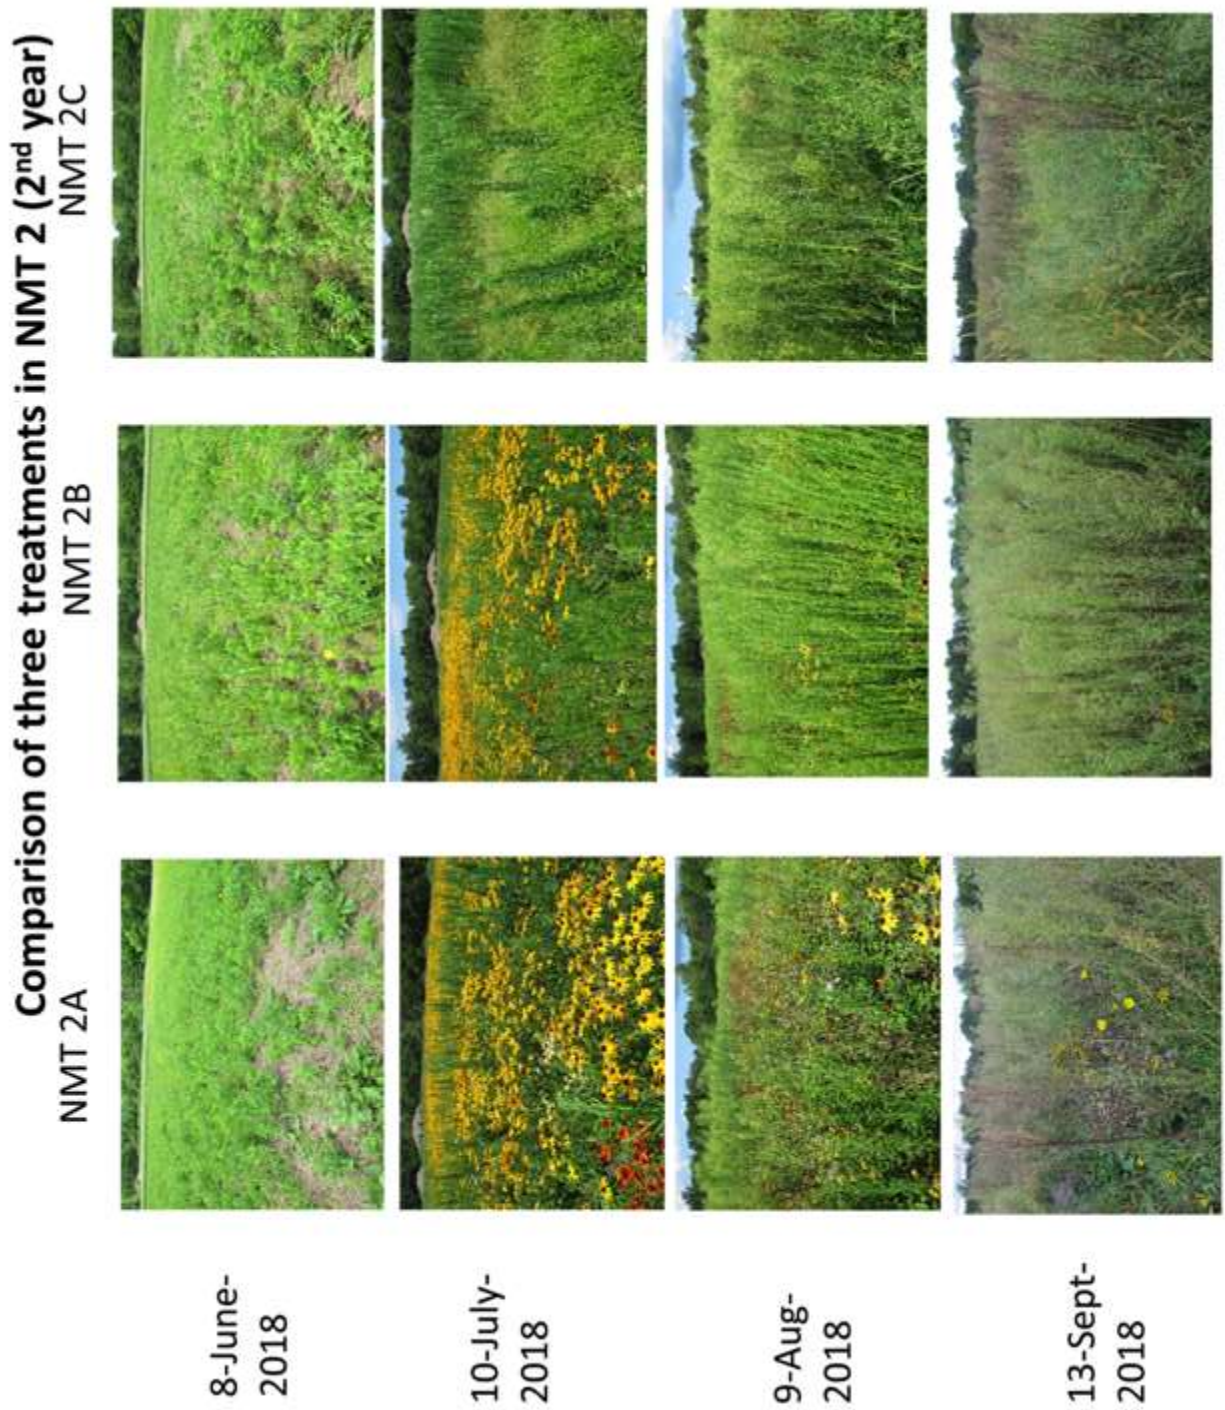 Comparison of three treatments in NMT 2 (2nd year)
NMT 2A
NMT 2B
NMT 2C
8-June-
2018
10-July-
2018
9-Aug-
2018
13-Sept-
2018